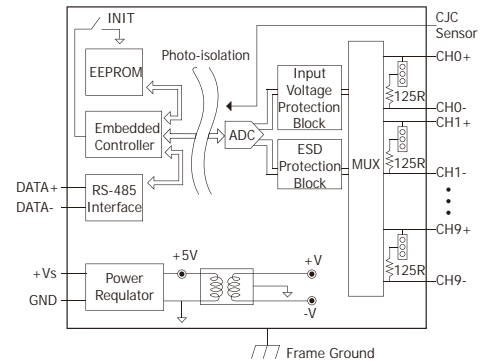 INIT
CJC
Sensor
Photo-isolation
EEPROM
Input
Voltage
Protection
Block
CH0+
125R
CH0-
CH1+
Embedded
Controller
ADC
ESD
Protection
Block
MUX
125R
CH1-
DATA+
DATA-
RS-485
Interface
CH9+
125R
CH9-
+Vs
GND
Power
Requlator
+5V
+V
-V
Frame Ground